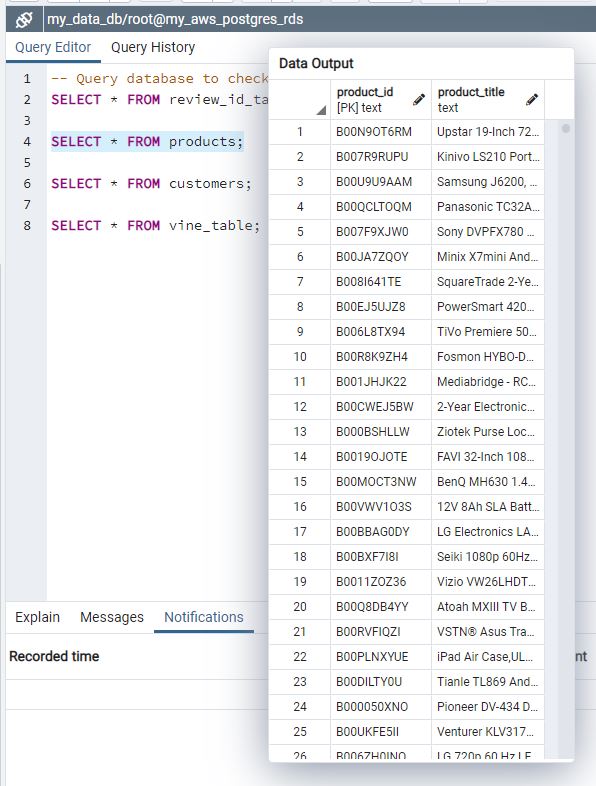 my_data_db/root@my_aws_postgres_rds
Query Editor Query History
1 -- Query database to check
2 SELECT * FROM review_id_ta
3
4 SELECT * FROM products;
5
6 SELECT * FROM customers;
7
8 SELECT * FROM vine_table;
Data Output
product_id product_title
[PK] text text
1 B00N9OT6RM Upstar 19-Inch 72...
2 B007R9RUPU Kinivo LS210 Port...
3 B00U9U9AAM Samsung J6200, ...
4 B00QCLTOQM Panasonic TC32A...
5 B007F9XJW0 Sony DVPFX780 ...
6 B00JA7ZQOY Minix X7mini And...
7 B008I641TE SquareTrade 2-Ye...
8 B00EJ5UJZ8 PowerSmart 420...
9 B006L8TX94 TiVo Premiere 50...
10 B00R8K9ZH4 Fosmon HYBO-D...
11 B001JHJK22 Mediabridge - RC...
12 B00CWEJ5BW 2-Year Electronic...
13 B000BSHLLW Ziotek Purse Loc...
14 B0019OJOTE FAVI 32-Inch 108...
15 B00MOCT3NW BenQ MH630 1.4...
16 B00VWV1O3S 12V 8Ah SLA Batt...
17 B00BBAG0DY LG Electronics LA...
18 B00BXF7I8I Seiki 1080p 60Hz...
19 B0011ZOZ36 Vizio VW26LHDT...
20 B00Q8DB4YY Atoah MXIII TV B...
21 B00RVFIQZI VSTN® Asus Tra...
22 B00PLNXYUE iPad Air Case,UL...
23 B00DILTY0U Tianle TL869 And...
24 B000050XNO Pioneer DV-434 D...
25 B00UKFE5II Venturer KLV317...
26 B006ZH0INO LG 720p 60 Hz LE
Explain Messages Notifications
Recorded time nt